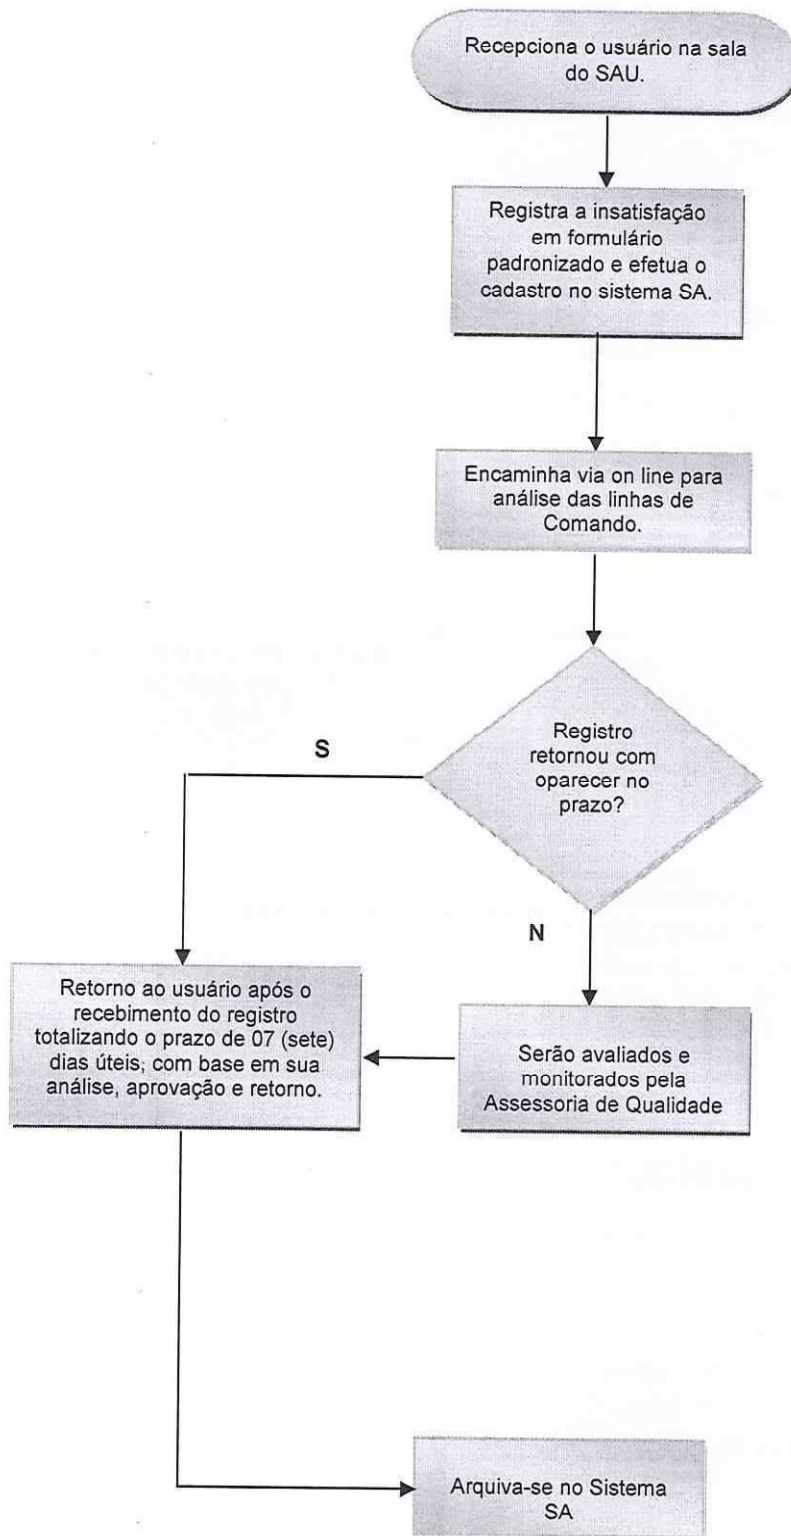 Recepciona o usuário na sala
do SAU.
Registra a insatisfação
em formulário
padronizado e efetua o
cadastro no sistema SA.
Encaminha via on line para
análise das linhas de
Comando.
Registro
retornou com
oparecer no
prazo?
S
N
Retorno ao usuário após o
recebimento do registro
totalizando o prazo de 07 (sete)
dias úteis; com base em sua
análise, aprovação e retorno.
Serão avaliados e
monitorados pela
Assessoria de Qualidade
Arquiva-se no Sistema
SA